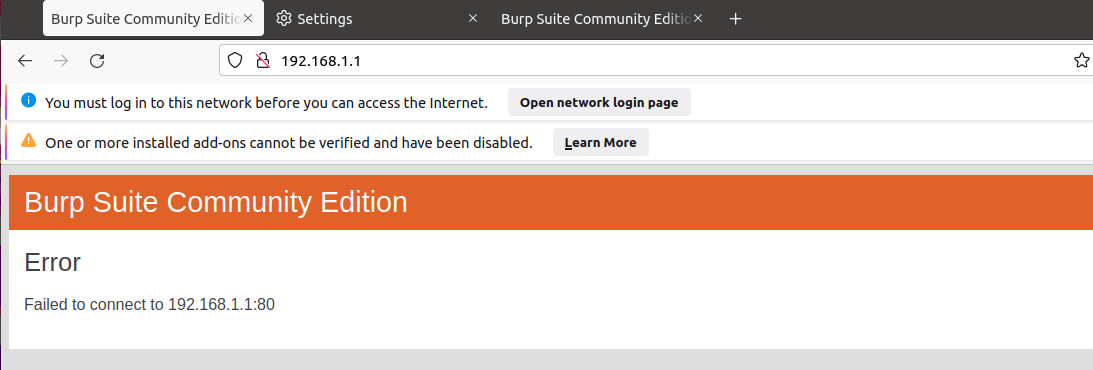 Burp Suite Community Editio
Settings
Burp Suite Community Edition
192.168.1.1
You must log in to this network before you can access the Internet.
Open network login page
One or more installed add-ons cannot be verified and have been disabled.
Learn More
Burp Suite Community Edition
Error
Failed to connect to 192.168.1.1:80